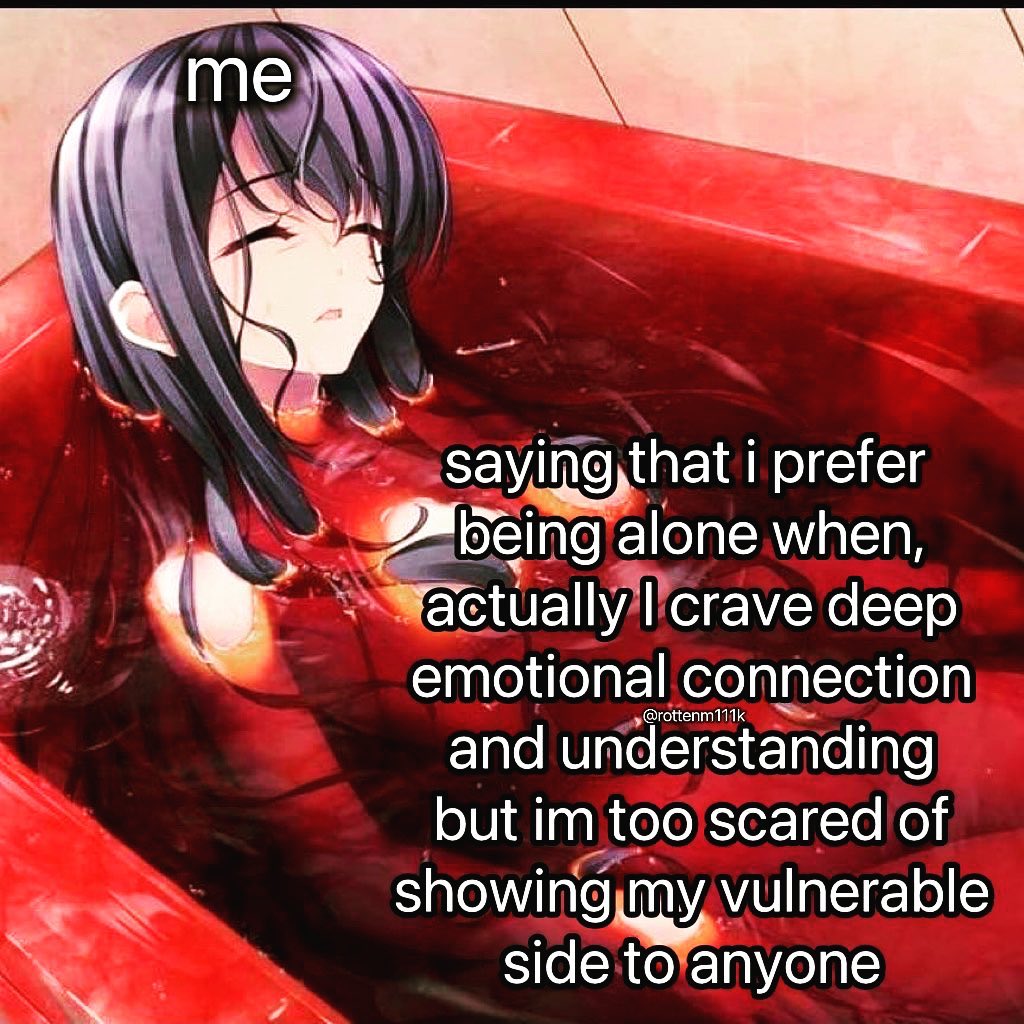 me
saying that i prefer
being alone when,
actually I crave deep
emotional connection
@rottenm111k
and understanding
but im too scared of
showing my vulnerable
side to anyone